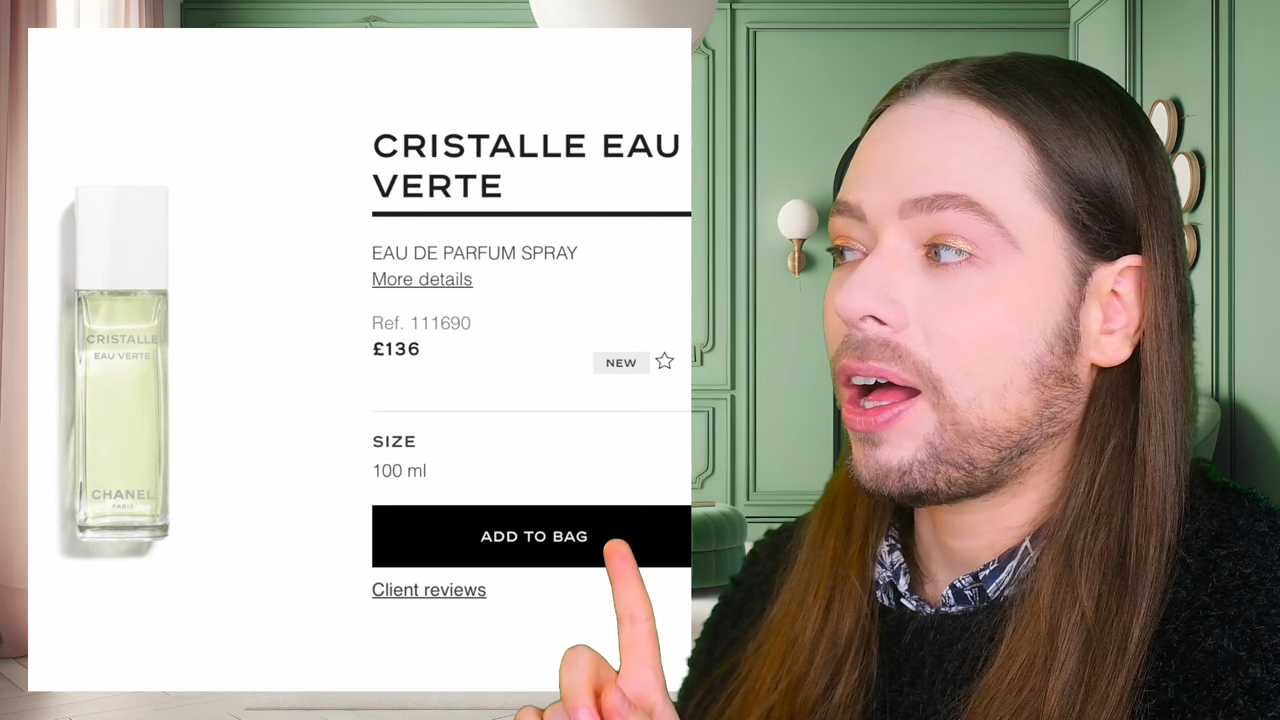 CRISTALLE
EAU VERTE
CHANEL
PARIS
CRISTALLE EAU
VERTE
EAU DE PARFUM SPRAY
More details
Ref. 111690
£136
NEW
SIZE
100 ml
ADD TO BAG
Client reviews